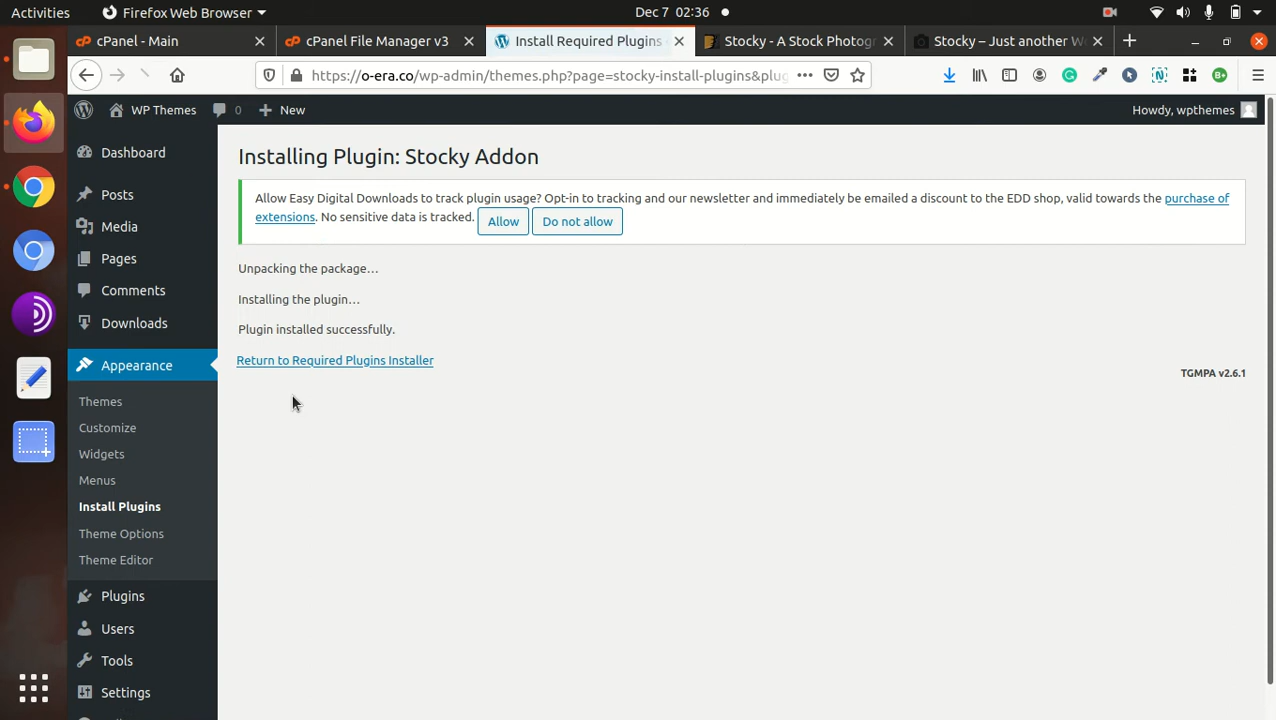 Activities
Firefox Web Browser
Dec 7 02:36
cPanel - Main
cPanel File Manager v3
Install Required Plugins
Stocky - A Stock Photogr
Stocky – Just another W
https://o-era.co/wp-admin/themes.php?page=stocky-install-plugins&plug
WP Themes
0
New
Howdy, wpthemes
Dashboard
Posts
Media
Pages
Comments
Downloads
Appearance
Themes
Customize
Widgets
Menus
Install Plugins
Theme Options
Theme Editor
Plugins
Users
Tools
Settings
Installing Plugin: Stocky Addon
Allow Easy Digital Downloads to track plugin usage? Opt-in to tracking and our newsletter and immediately be emailed a discount to the EDD shop, valid towards the purchase of
extensions. No sensitive data is tracked. Allow Do not allow
Unpacking the package…
Installing the plugin…
Plugin installed successfully.
Return to Required Plugins Installer
TGMPA v2.6.1